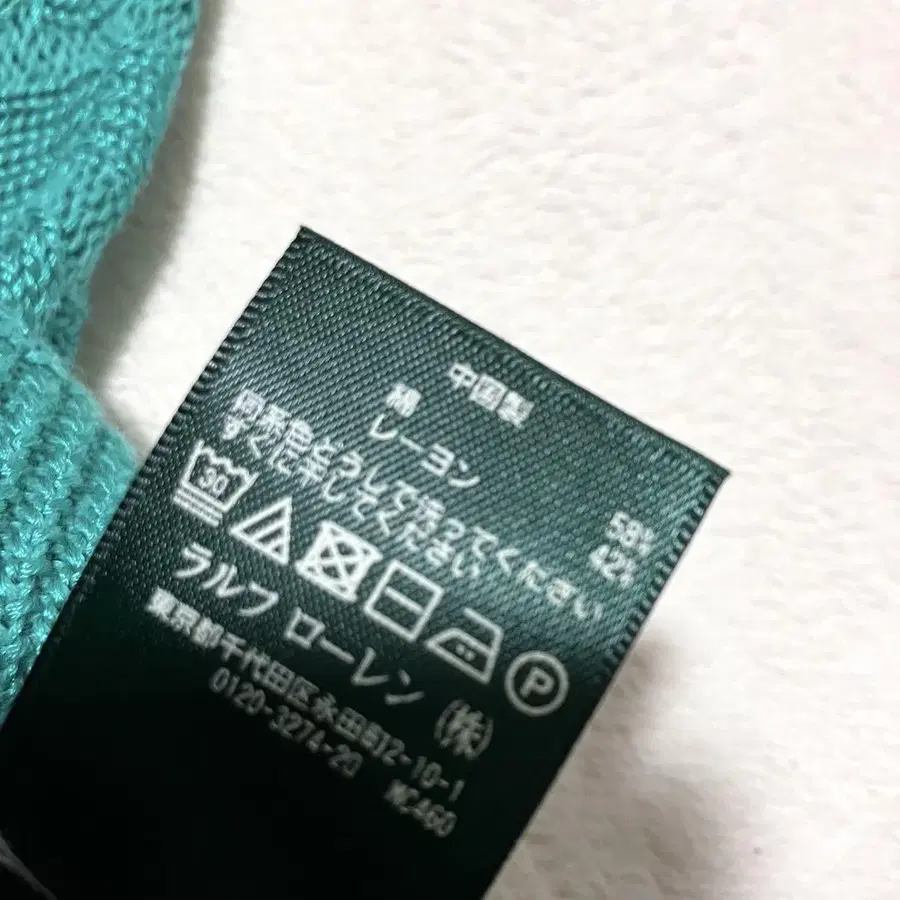 中国製
綿 58%
レーヨン 42%
同系色どうしで洗ってください
すぐに干してください
30
P
ラルフ ローレン (株)
東京都千代田区永田町2-10-1
0120-3274-20
MC460